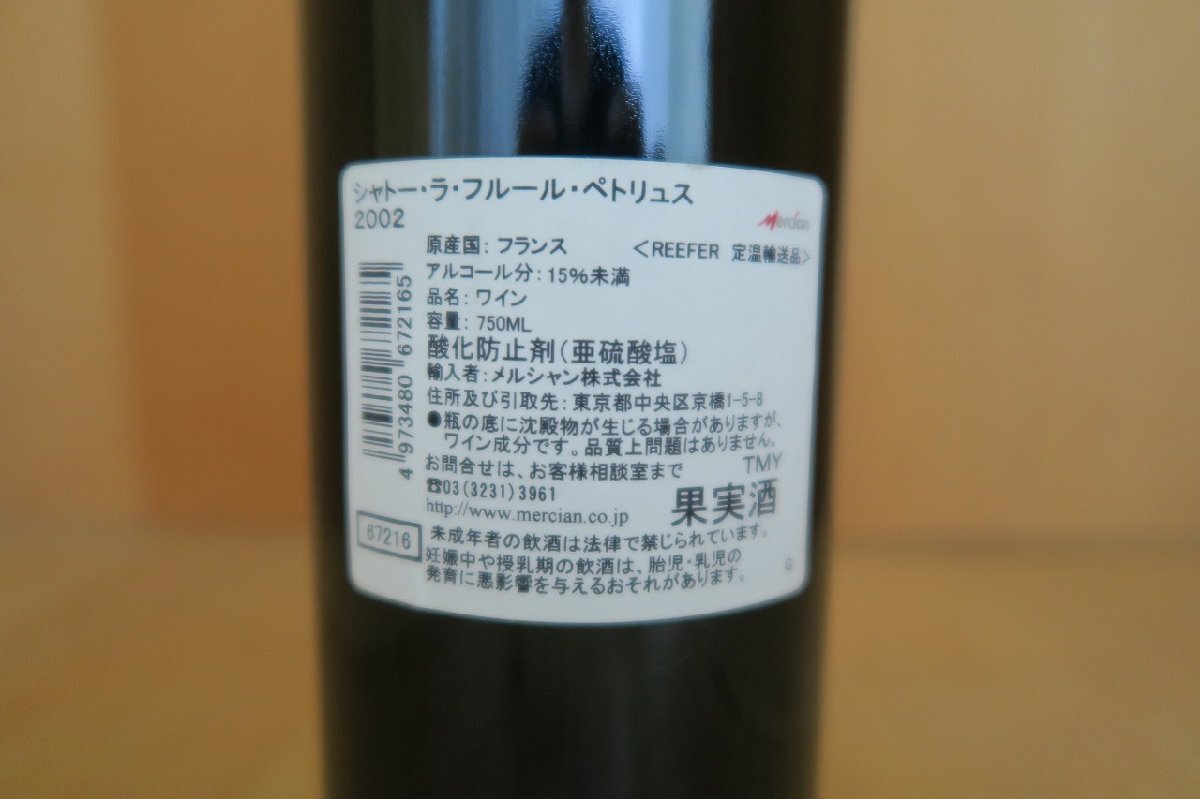 シャトー・ラ・フルール・ペトリュス
2002
Mercian
原産国: フランス <REEFER 定温輸送品>
アルコール分: 15%未満
品名: ワイン
容量: 750ML
酸化防止剤(亜硫酸塩)
輸入者: メルシャン株式会社
住所及び引取先: 東京都中央区京橋1-5-8
●瓶の底に沈殿物が生じる場合がありますが、
ワイン成分です。品質上問題はありません。
お問合せは、お客様相談室まで
TMY
☎03(3231)3961
http://www.mercian.co.jp
果実酒
4 973480 672165
67216
未成年者の飲酒は法律で禁じられています。
妊娠中や授乳期の飲酒は、胎児・乳児の
発育に悪影響を与えるおそれがあります。
G